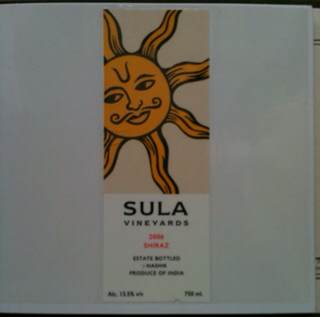 SULA
VINEYARDS
2006
SHIRAZ
ESTATE BOTTLED
NASHIK
PRODUCE OF INDIA
Alc. 13.5% v/v 750 ml.